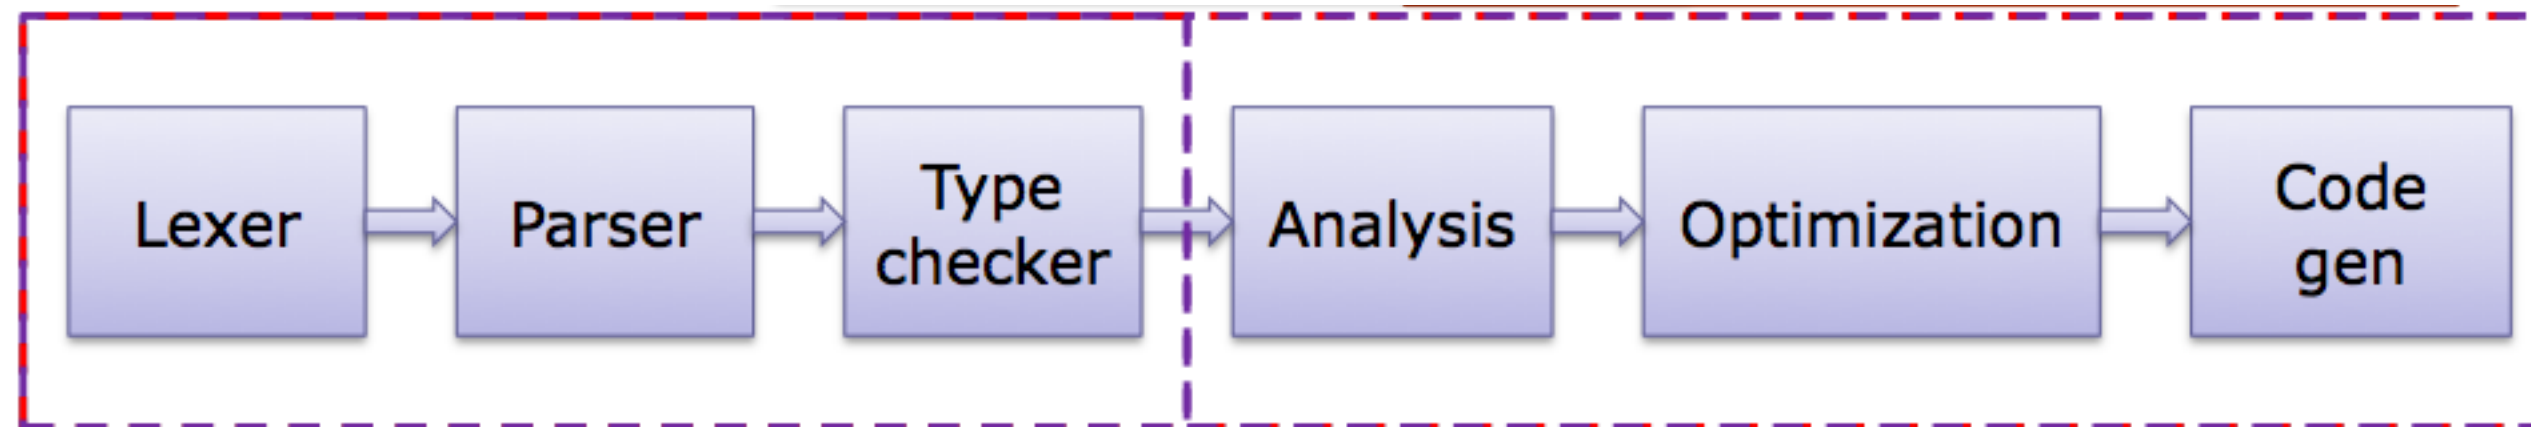 Lexer
Parser
Type
checker
Analysis
Optimization
Code
gen